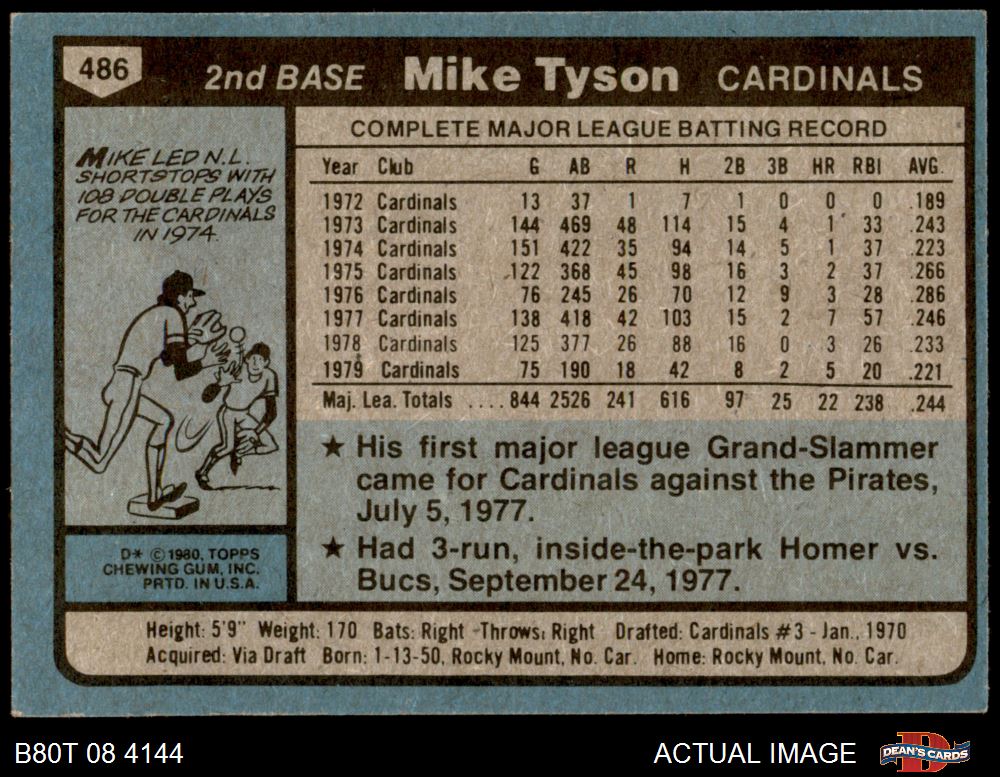 486 2nd BASE Mike Tyson CARDINALS
MIKE LED N.L.
SHORTSTOPS WITH
108 DOUBLE PLAYS
FOR THE CARDINALS
IN 1974.
D* © 1980, TOPPS
CHEWING GUM, INC.
PRTD. IN U.S.A.
COMPLETE MAJOR LEAGUE BATTING RECORD
Year Club G AB R H 2B 3B HR RBI AVG.
1972 Cardinals 13 37 1 7 1 0 0 0 .189
1973 Cardinals 144 469 48 114 15 4 1 33 .243
1974 Cardinals 151 422 35 94 14 5 1 37 .223
1975 Cardinals 122 368 45 98 16 3 2 37 .266
1976 Cardinals 76 245 26 70 12 9 3 28 .286
1977 Cardinals 138 418 42 103 15 2 7 57 .246
1978 Cardinals 125 377 26 88 16 0 3 26 .233
1979 Cardinals 75 190 18 42 8 2 5 20 .221
Maj. Lea. Totals ....844 2526 241 616 97 25 22 238 .244
★ His first major league Grand-Slammer
came for Cardinals against the Pirates,
July 5, 1977.
★ Had 3-run, inside-the-park Homer vs.
Bucs, September 24, 1977.
Height: 5'9" Weight: 170 Bats: Right Throws: Right Drafted: Cardinals #3 - Jan., 1970
Acquired: Via Draft Born: 1-13-50, Rocky Mount, No. Car. Home: Rocky Mount, No. Car.
B80T 08 4144 ACTUAL IMAGE DEAN'S CARDS